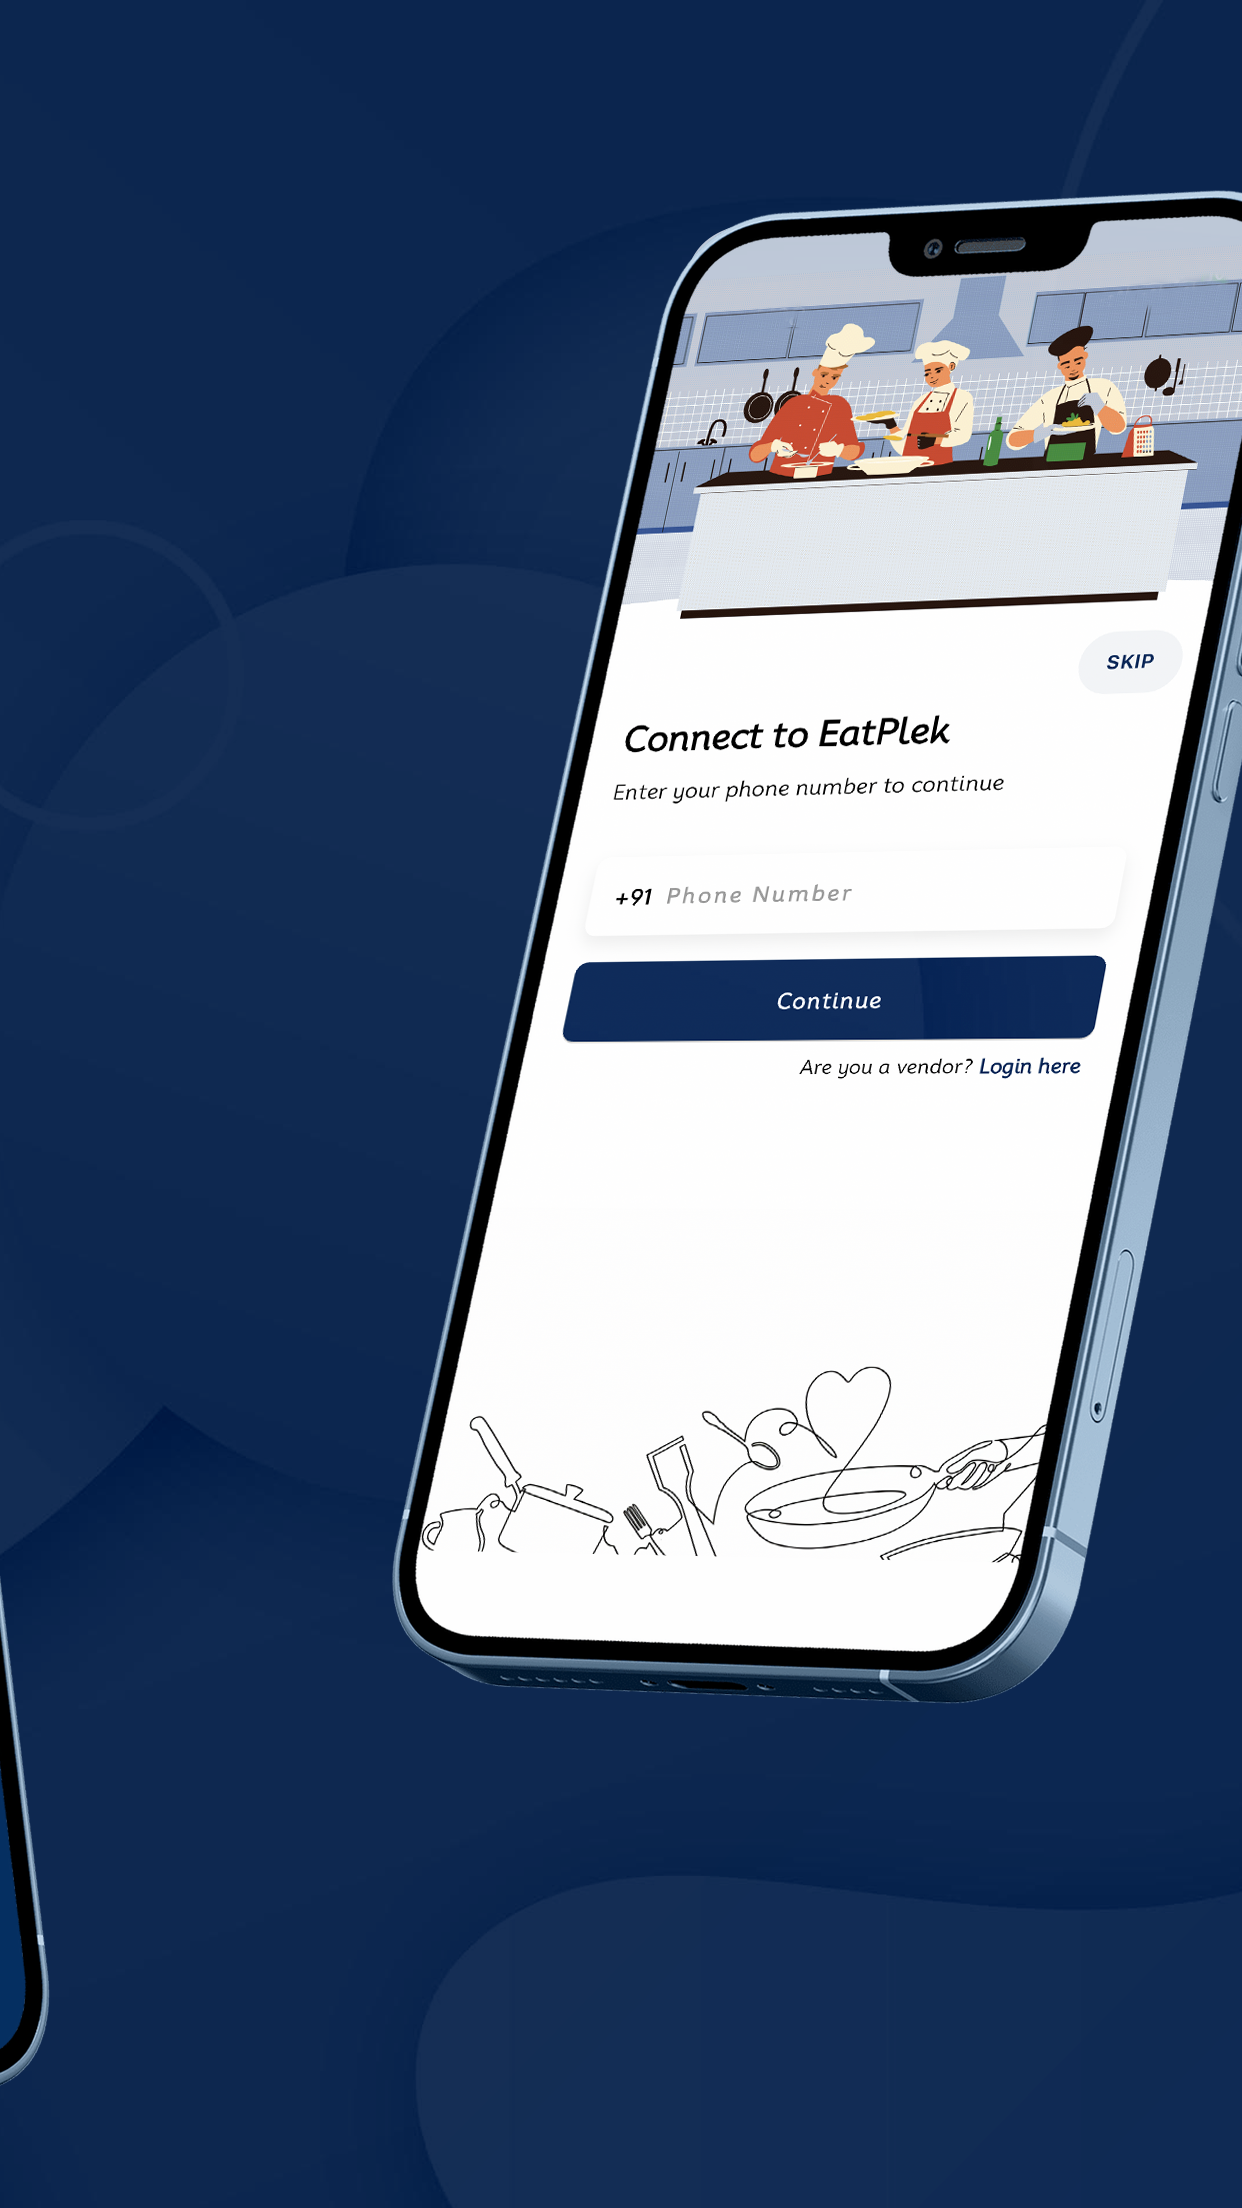 SKIP
Connect to EatPlek
Enter your phone number to continue
+91 Phone Number
Continue
Are you a vendor? Login here